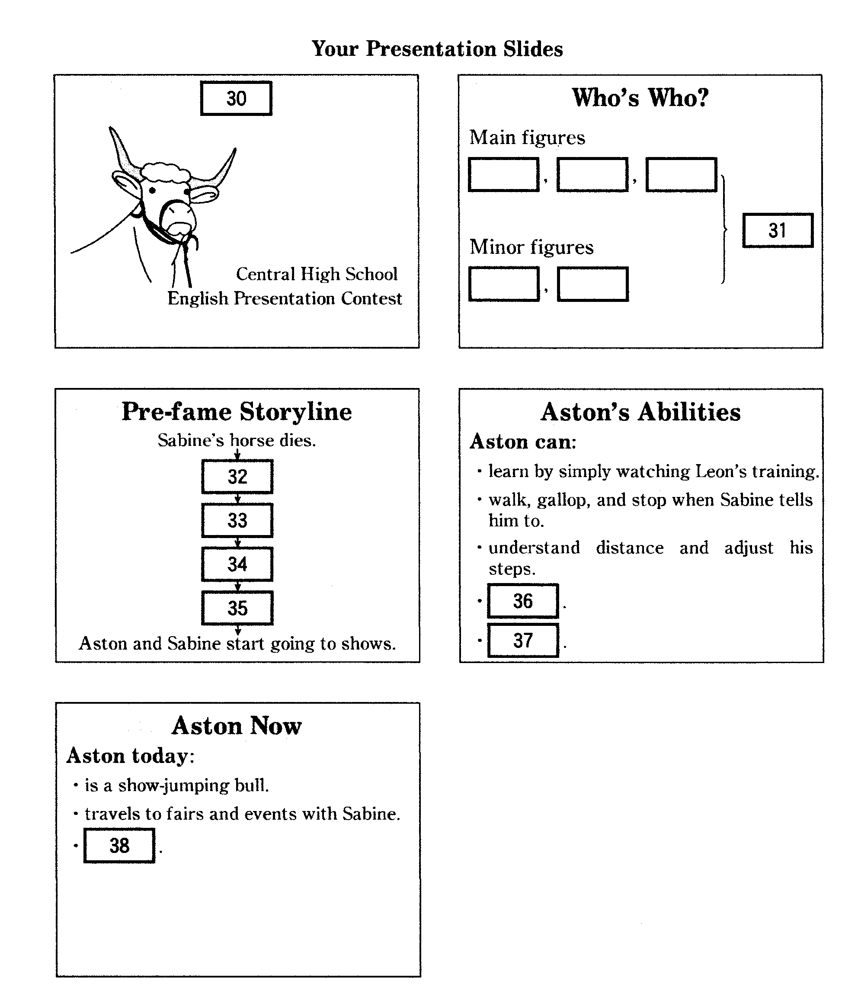 Your Presentation Slides
30
Central High School
English Presentation Contest
Who's Who?
Main figures
, ,
31
Minor figures
,
Pre-fame Storyline
Sabine's horse dies.
32
33
34
35
Aston and Sabine start going to shows.
Aston's Abilities
Aston can:
・learn by simply watching Leon's training.
・walk, gallop, and stop when Sabine tells
him to.
・understand distance and adjust his
steps.
・36.
・37.
Aston Now
Aston today:
・is a show-jumping bull.
・travels to fairs and events with Sabine.
・38.